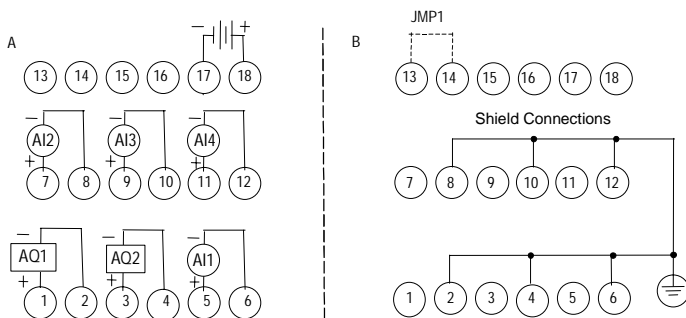 JMP1
A
B
− +
13 14 15 16 17 18
13 14 15 16 17 18
Shield Connections
− − −
AI2 AI3 AI4
+ + +
7 8 9 10 11 12
7 8 9 10 11 12
− − −
AQ1 AQ2 AI1
+ + +
1 2 3 4 5 6
1 2 3 4 5 6